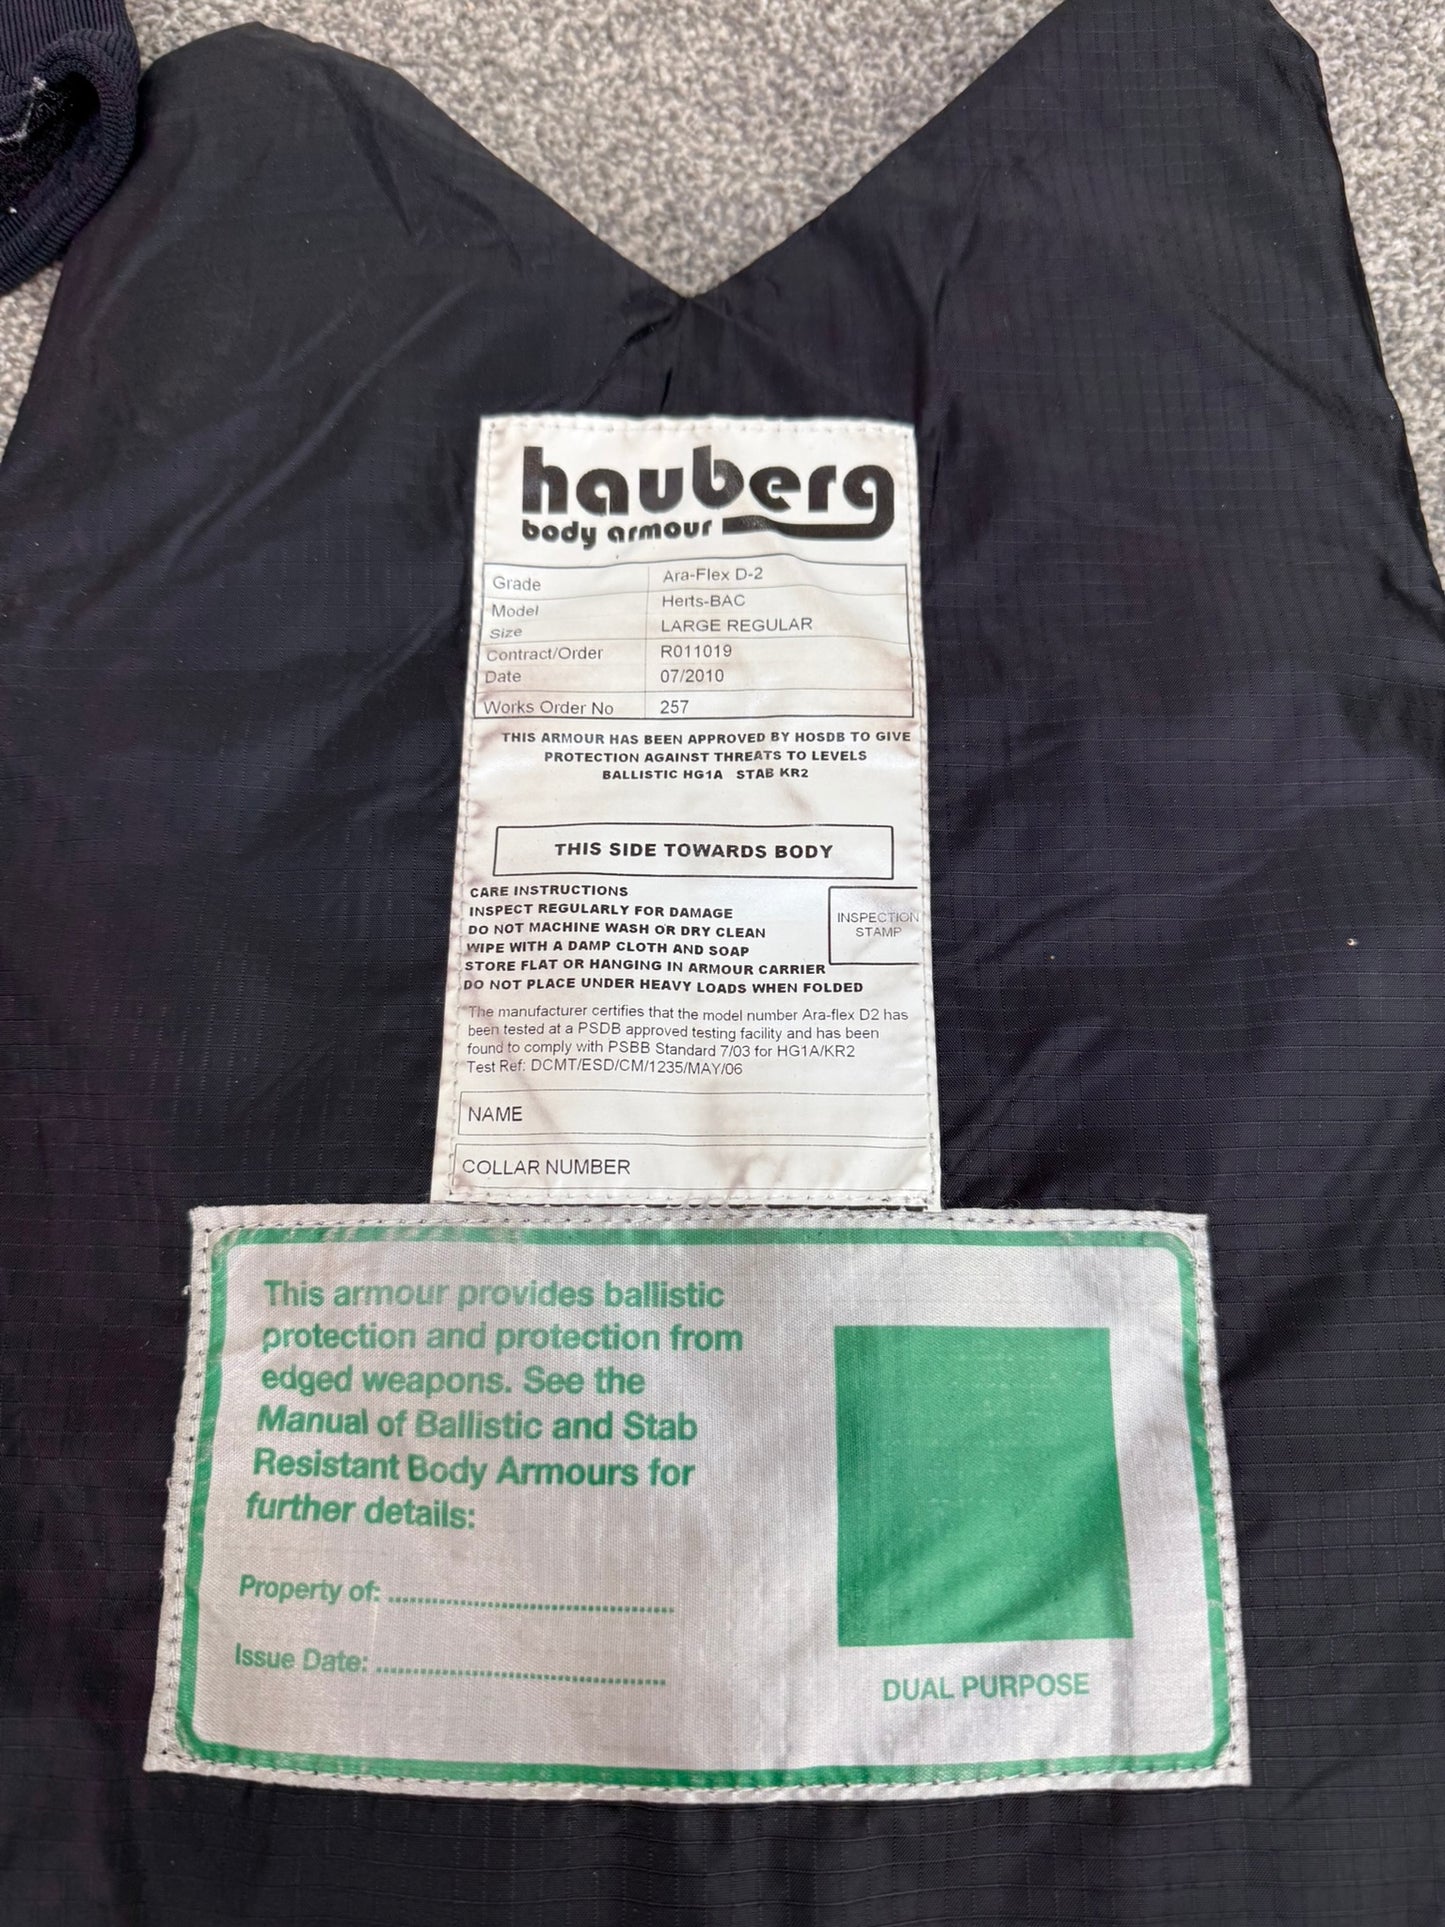 hauberg
body armour
Grade Ara-Flex D-2
Model Herts-BAC
Size LARGE REGULAR
Contract/Order R011019
Date 07/2010
Works Order No 257
THIS ARMOUR HAS BEEN APPROVED BY HOSDB TO GIVE
PROTECTION AGAINST THREATS TO LEVELS
BALLISTIC HG1A STAB KR2
THIS SIDE TOWARDS BODY
CARE INSTRUCTIONS
INSPECT REGULARLY FOR DAMAGE
DO NOT MACHINE WASH OR DRY CLEAN
WIPE WITH A DAMP CLOTH AND SOAP
STORE FLAT OR HANGING IN ARMOUR CARRIER
DO NOT PLACE UNDER HEAVY LOADS WHEN FOLDED
INSPECTION
STAMP
The manufacturer certifies that the model number Ara-flex D2 has
been tested at a PSDB approved testing facility and has been
found to comply with PSBB Standard 7/03 for HG1A/KR2
Test Ref: DCMT/ESD/CM/1235/MAY/06
NAME
COLLAR NUMBER
This armour provides ballistic
protection and protection from
edged weapons. See the
Manual of Ballistic and Stab
Resistant Body Armours for
further details:
Property of: ........................................
Issue Date: ........................................
DUAL PURPOSE